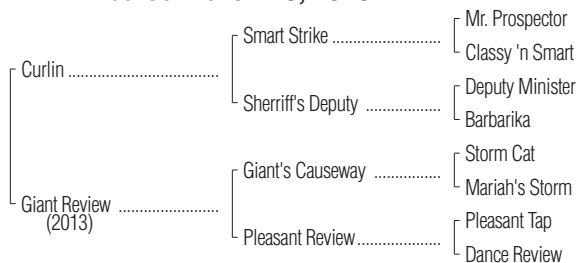 Mr. Prospector
Smart Strike ......................
Classy 'n Smart
Curlin ...............................
Deputy Minister
Sherriff's Deputy ...............
Barbarika
Storm Cat
Giant's Causeway ...............
Mariah's Storm
Giant Review .....................
(2013)
Pleasant Tap
Pleasant Review.................
Dance Review